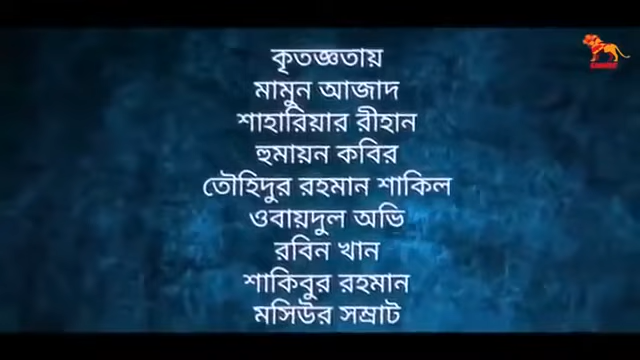 কৃতজ্ঞতায়
মামুন আজাদ
শাহারিয়ার রীহান
হুমায়ন কবির
তৌহিদুর রহমান শাকিল
ওবায়দুল অভি
রবিন খান
শাকিবুর রহমান
মসিউর সম্রাট